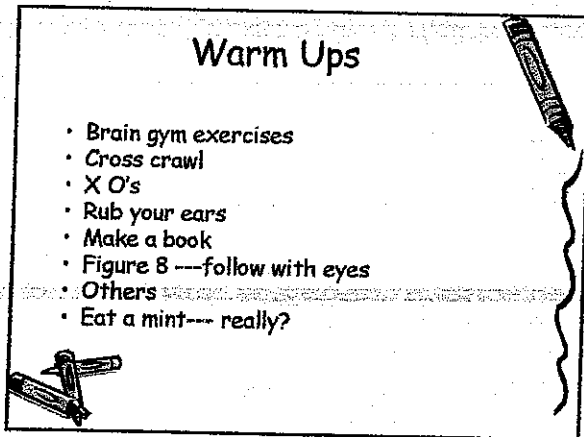 Warm Ups
· Brain gym exercises
· Cross crawl
· X O's
· Rub your ears
· Make a book
· Figure 8 ---follow with eyes
· Others
· Eat a mint--- really?